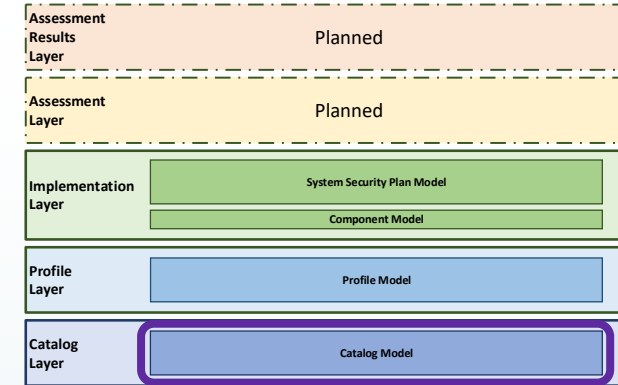 Assessment
Results
Layer
Planned
Assessment
Layer
Planned
Implementation
Layer
System Security Plan Model
Component Model
Profile
Layer
Profile Model
Catalog
Layer
Catalog Model